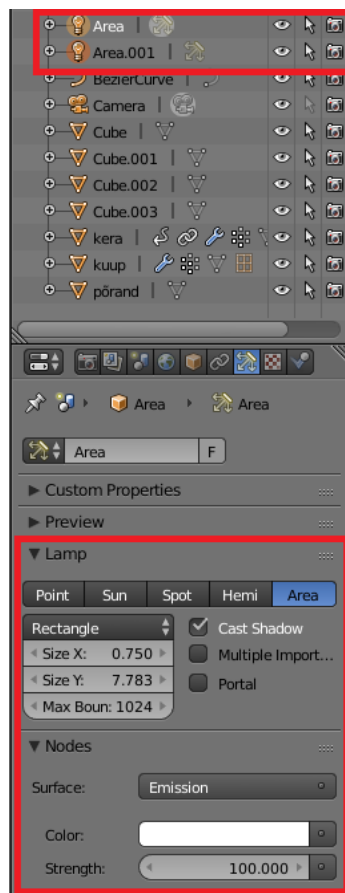 Area
Area.001
BezierCurve
Camera
Cube
Cube.001
Cube.002
Cube.003
kera
kuup
põrand
Area Area
Area F
Custom Properties
Preview
Lamp
Point Sun Spot Hemi Area
Rectangle Cast Shadow
Size X: 0.750 Multiple Import...
Size Y: 7.783 Portal
Max Boun: 1024
Nodes
Surface: Emission
Color:
Strength: 100.000